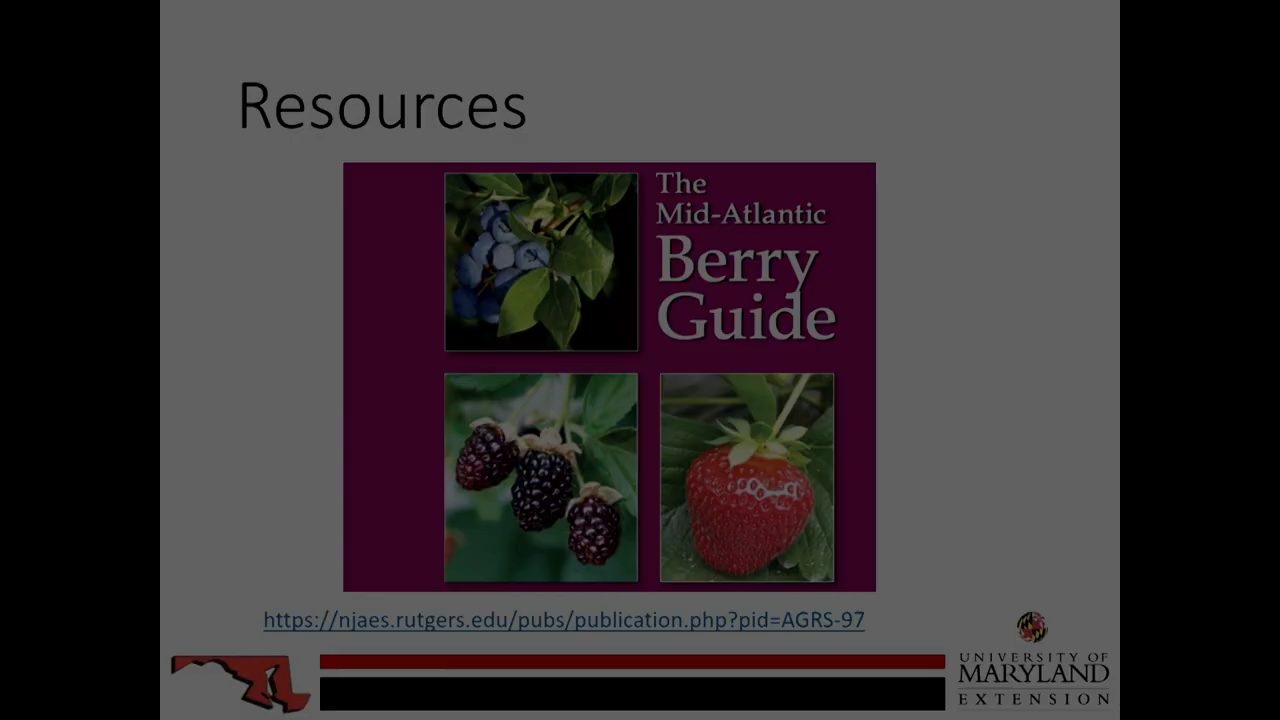 Resources
The
Mid-Atlantic
Berry
Guide
https://njaes.rutgers.edu/pubs/publication.php?pid=AGRS-97
UNIVERSITY OF
MARYLAND
EXTENSION